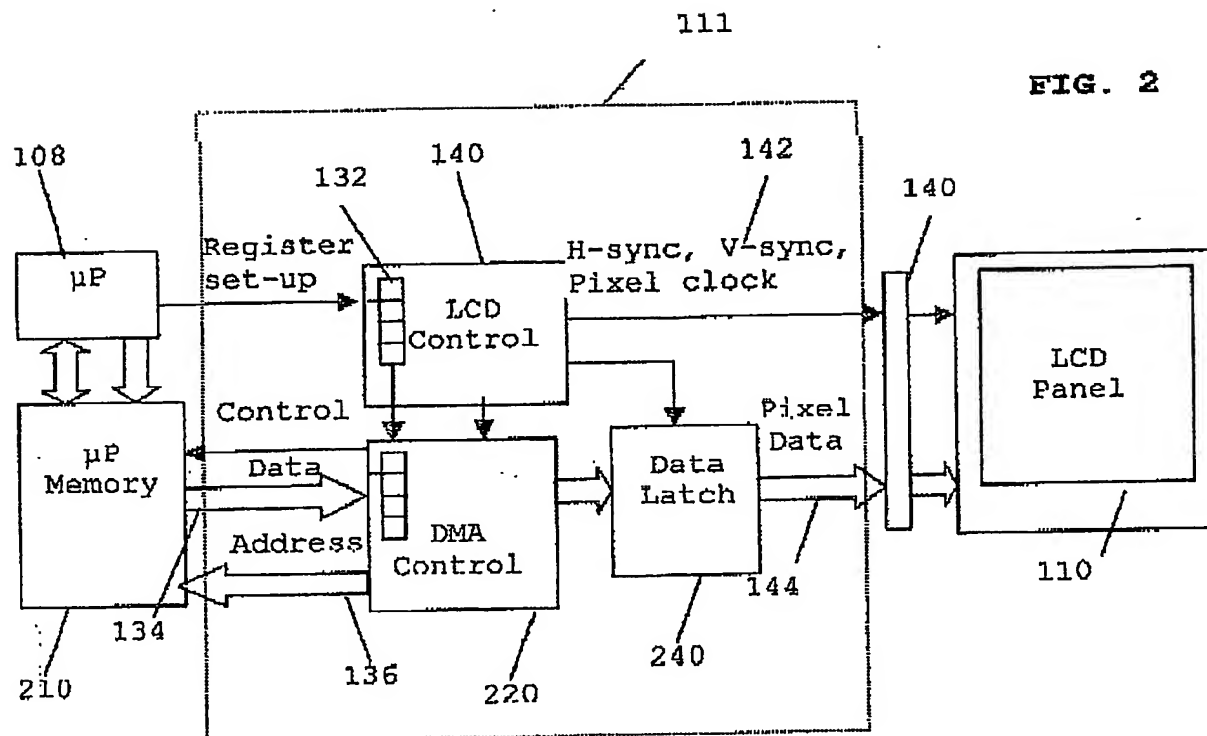 111
FIG. 2
108
132
140
142
140
µP
Register
set-up
H-sync, V-sync,
Pixel clock
LCD
Control
LCD
Panel
Control
µP
Memory
Data
Address
DMA
Control
Data
Latch
Pixel
Data
134
136
210
220
240
144
110